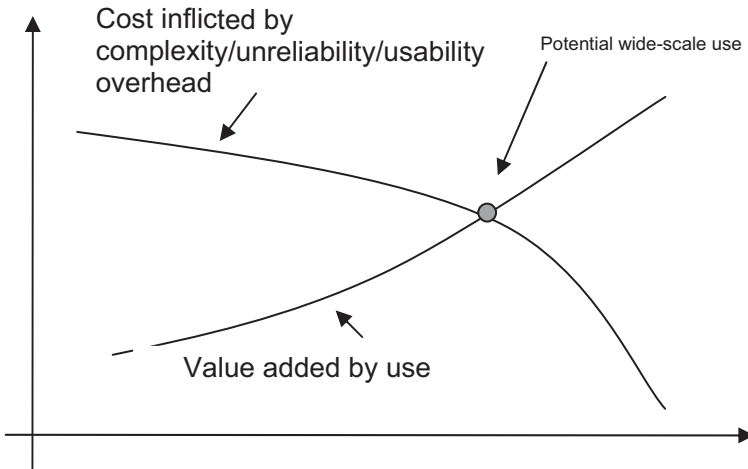 Cost inflicted by
complexity/unreliability/usability
overhead
Potential wide-scale use
Value added by use